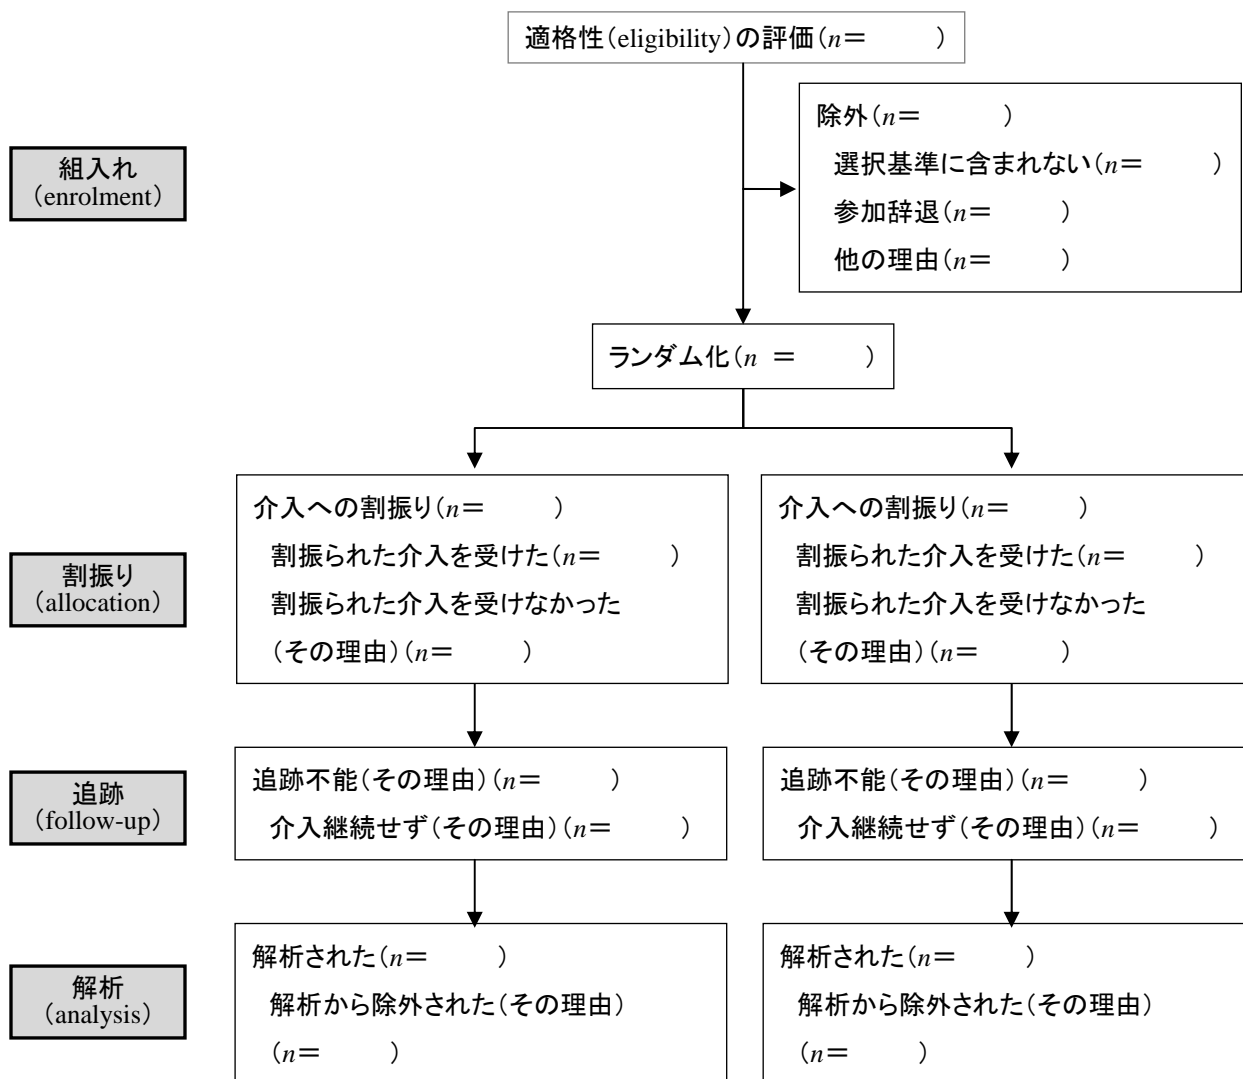 適格性(eligibility)の評価(n=　　　)
除外(n=　　　)
選択基準に含まれない(n=　　　)
参加辞退(n=　　　)
他の理由(n=　　　)
組入れ
(enrolment)
ランダム化(n =　　　)
介入への割振り(n=　　　)
割振られた介入を受けた(n=　　　)
割振られた介入を受けなかった
(その理由)(n=　　　)
介入への割振り(n=　　　)
割振られた介入を受けた(n=　　　)
割振られた介入を受けなかった
(その理由)(n=　　　)
割振り
(allocation)
追跡不能(その理由)(n=　　　)
介入継続せず(その理由)(n=　　　)
追跡不能(その理由)(n=　　　)
介入継続せず(その理由)(n=　　　)
追跡
(follow-up)
解析された(n=　　　)
解析から除外された(その理由)
(n=　　　)
解析された(n=　　　)
解析から除外された(その理由)
(n=　　　)
解析
(analysis)